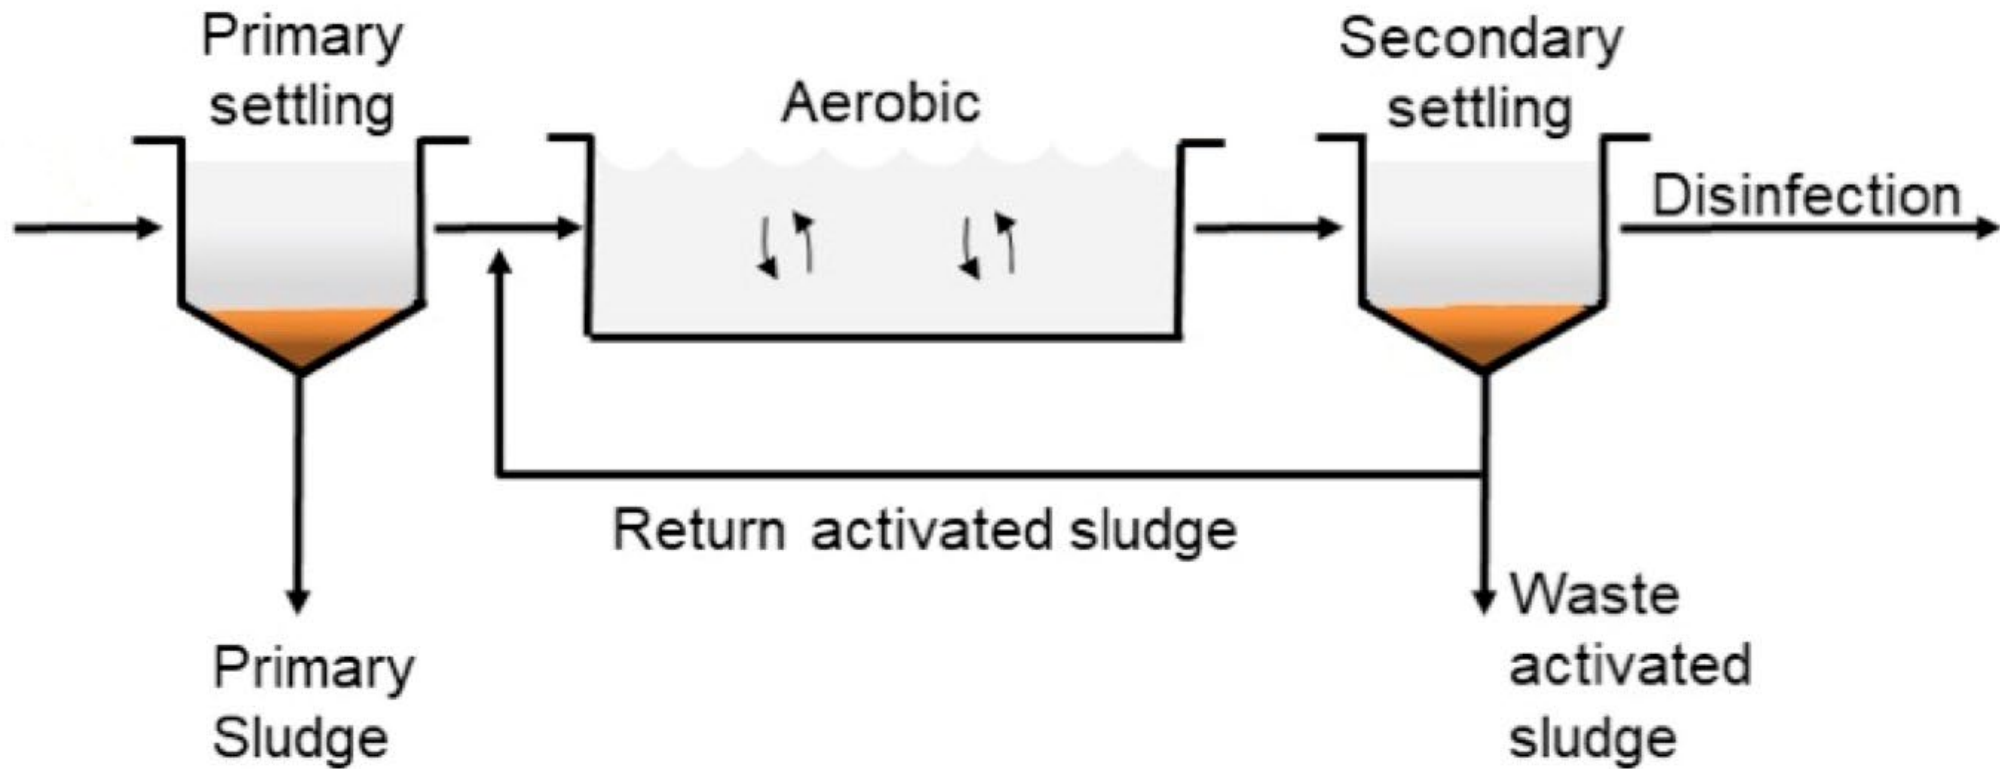 Primary
settling
Aerobic
Secondary
settling
Disinfection
Return activated sludge
Primary
Sludge
Waste
activated
sludge